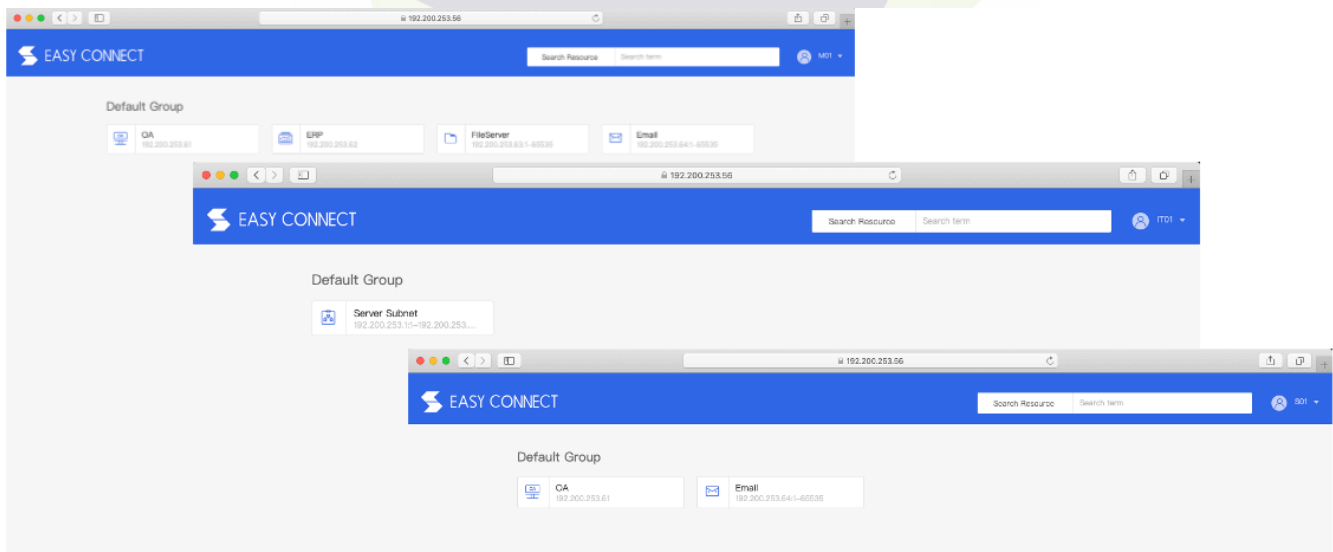 192.200.253.56
EASY CONNECT
Search Resource Search term M01
Default Group
OA ERP FileServer Email
192.200.253.61 192.200.253.62 192.200.253.63:1-65535 192.200.253.64:1-65535
192.200.253.56
EASY CONNECT
Search Resource Search term IT01
Default Group
Server Subnet
192.200.253.1:1~192.200.253....
192.200.253.56
EASY CONNECT
Search Resource Search term S01
Default Group
OA Email
192.200.253.61 192.200.253.64:1-65535